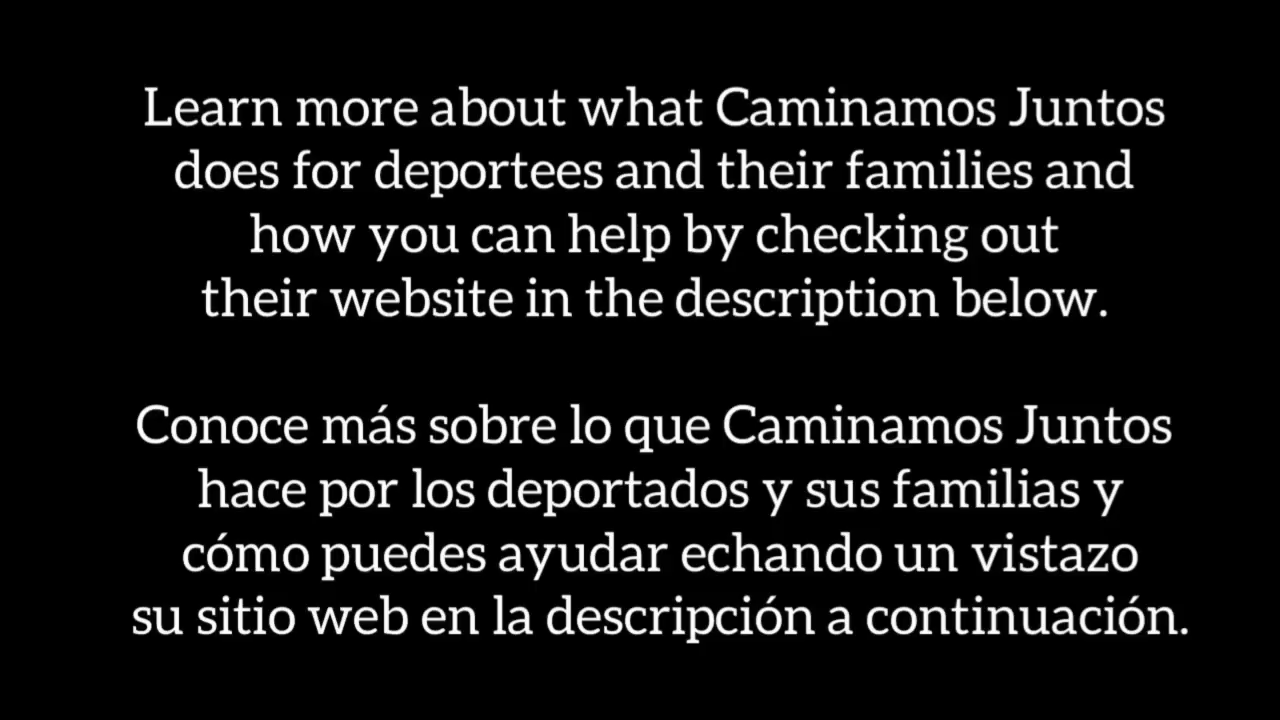 Learn more about what Caminamos Juntos
does for deportees and their families and
how you can help by checking out
their website in the description below.
Conoce más sobre lo que Caminamos Juntos
hace por los deportados y sus familias y
cómo puedes ayudar echando un vistazo
su sitio web en la descripción a continuación.